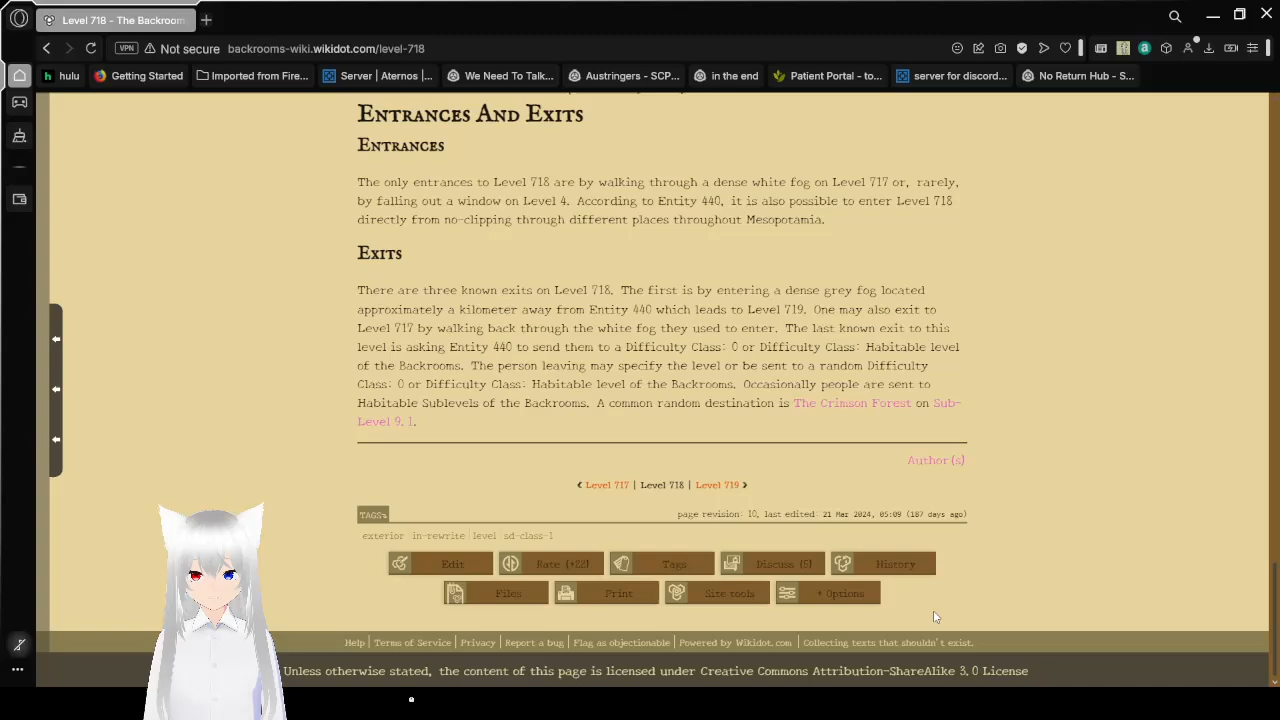 Level 718 - The Backroom
VPN Not secure backrooms-wiki.wikidot.com/level-718
hulu Getting Started Imported from Fire... Server | Aternos |... We Need To Talk... Austringers - SCP... in the end Patient Portal - to... server for discord... No Return Hub - S...
Entrances And Exits
Entrances
The only entrances to Level 718 are by walking through a dense white fog on Level 717 or, rarely,
by falling out a window on Level 4. According to Entity 440, it is also possible to enter Level 718
directly from no-clipping through different places throughout Mesopotamia.
Exits
There are three known exits on Level 718. The first is by entering a dense grey fog located
approximately a kilometer away from Entity 440 which leads to Level 719. One may also exit to
Level 717 by walking back through the white fog they used to enter. The last known exit to this
level is asking Entity 440 to send them to a Difficulty Class: 0 or Difficulty Class: Habitable level
of the Backrooms. The person leaving may specify the level or be sent to a random Difficulty
Class: 0 or Difficulty Class: Habitable level of the Backrooms. Occasionally people are sent to
Habitable Sublevels of the Backrooms. A common random destination is The Crimson Forest on Sub-
Level 9.1.
Author(s)
‹ Level 717 | Level 718 | Level 719 ›
TAGS
page revision: 10, last edited: 21 Mar 2024, 05:09 (187 days ago)
exterior in-rewrite level sd-class-1
Edit Rate (+22) Tags Discuss (5) History
Files Print Site tools + Options
Help | Terms of Service | Privacy | Report a bug | Flag as objectionable | Powered by Wikidot.com | Collecting texts that shouldn't exist.
Unless otherwise stated, the content of this page is licensed under Creative Commons Attribution-ShareAlike 3.0 License